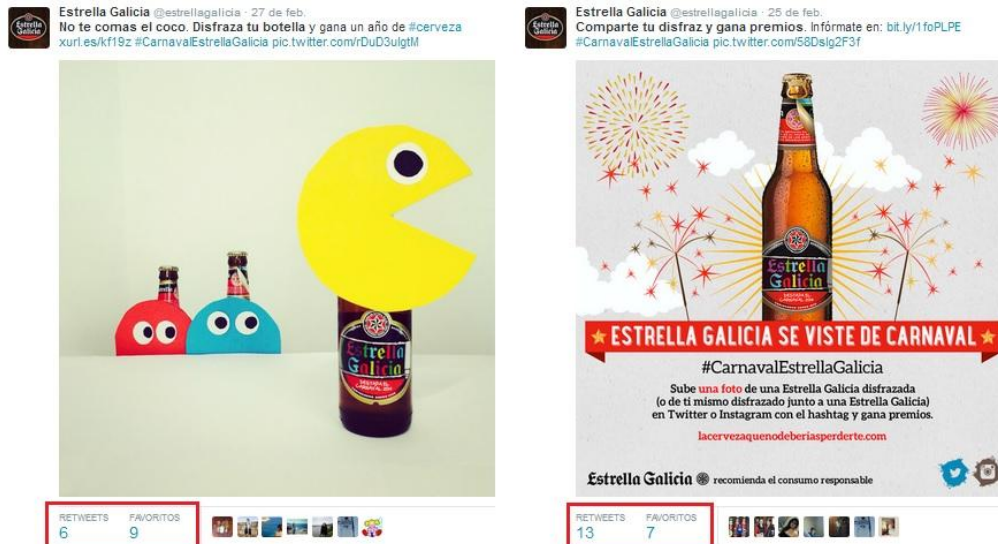 Estrella Galicia @estrellagalicia · 27 de feb.
No te comas el coco. Disfraza tu botella y gana un año de #cerveza
xurl.es/kf19z #CarnavalEstrellaGalicia pic.twitter.com/rDuD3ulgtM
Estrella
Galicia
RETWEETS FAVORITOS
6 9
Estrella Galicia @estrellagalicia · 25 de feb.
Comparte tu disfraz y gana premios. Infórmate en: bit.ly/1foPLPE
#CarnavalEstrellaGalicia pic.twitter.com/58Dslg2F3f
Estrella
Galicia
ESTRELLA GALICIA SE VISTE DE CARNAVAL
#CarnavalEstrellaGalicia
Sube una foto de una Estrella Galicia disfrazada
(o de ti mismo disfrazado junto a una Estrella Galicia)
en Twitter o Instagram con el hashtag y gana premios.
lacervezaquenodeberiasperderte.com
Estrella Galicia recomienda el consumo responsable
RETWEETS FAVORITOS
13 7